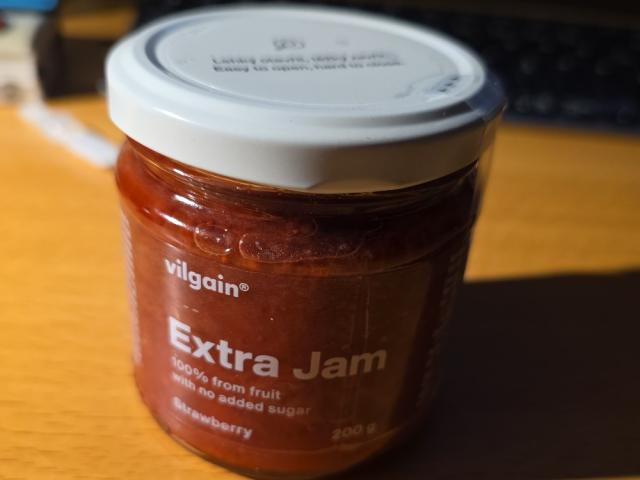 Easy to open, hard to close.
vilgain®
Extra Jam
100% from fruit
with no added sugar
Strawberry
200 g